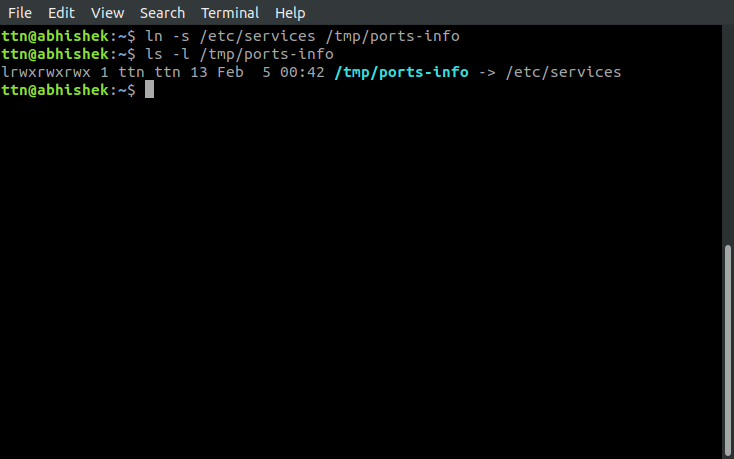 File Edit View Search Terminal Help
ttn@abhishek:~$ ln -s /etc/services /tmp/ports-info
ttn@abhishek:~$ ls -l /tmp/ports-info
lrwxrwxrwx 1 ttn ttn 13 Feb  5 00:42 /tmp/ports-info -> /etc/services
ttn@abhishek:~$